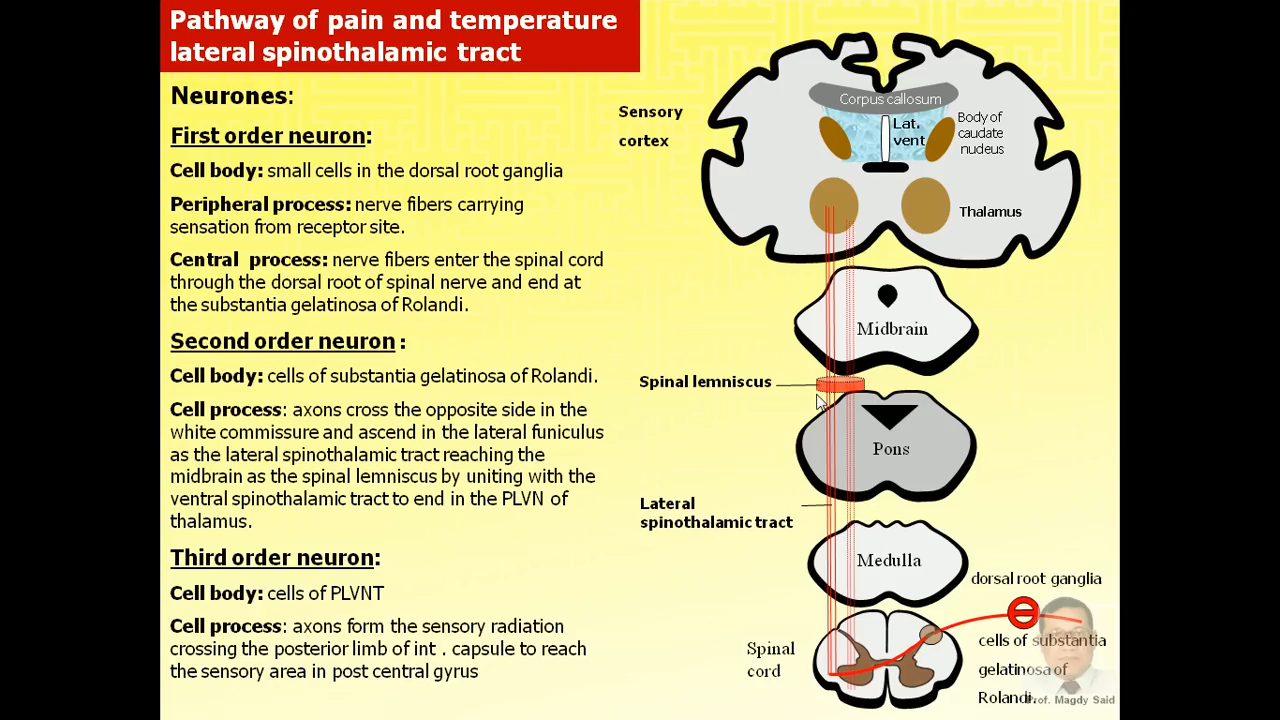 Pathway of pain and temperature
lateral spinothalamic tract
Neurones:
First order neuron:
Cell body: small cells in the dorsal root ganglia
Peripheral process: nerve fibers carrying
sensation from receptor site.
Central process: nerve fibers enter the spinal cord
through the dorsal root of spinal nerve and end at
the substantia gelatinosa of Rolandi.
Second order neuron :
Cell body: cells of substantia gelatinosa of Rolandi.
Cell process: axons cross the opposite side in the
white commissure and ascend in the lateral funiculus
as the lateral spinothalamic tract reaching the
midbrain as the spinal lemniscus by uniting with the
ventral spinothalamic tract to end in the PLVN of
thalamus.
Third order neuron:
Cell body: cells of PLVNT
Cell process: axons form the sensory radiation
crossing the posterior limb of int . capsule to reach
the sensory area in post central gyrus
Sensory
cortex
Corpus callosum
Lat.
vent
Body of
caudate
nudeus
Thalamus
Midbrain
Spinal lemniscus
Pons
Lateral
spinothalamic tract
Medulla
dorsal root ganglia
Spinal
cord
cells of substantia
gelatinosa of
Rolandi.
Prof. Magdy Said